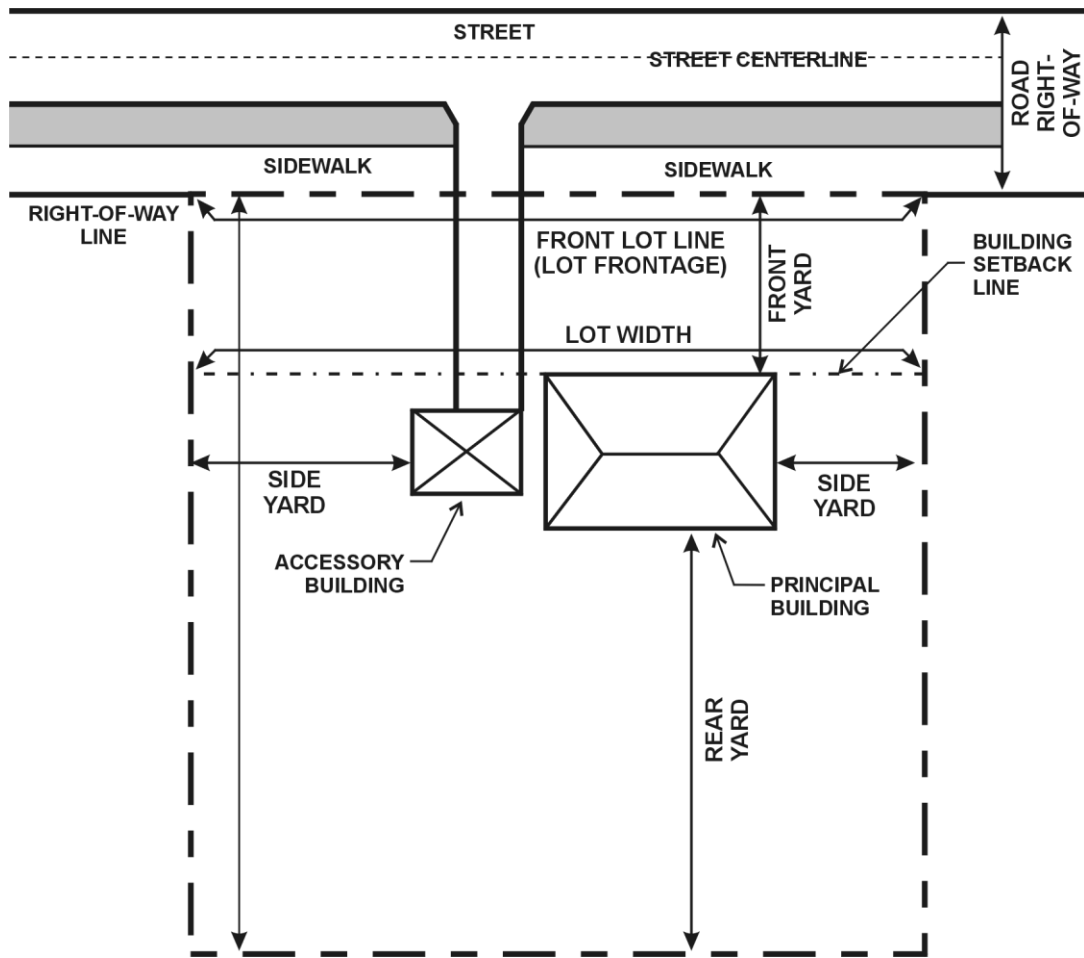 STREET
STREET CENTERLINE
ROAD
RIGHT-
OF-WAY
SIDEWALK
SIDEWALK
RIGHT-OF-WAY
LINE
FRONT LOT LINE
(LOT FRONTAGE)
FRONT
YARD
BUILDING
SETBACK
LINE
LOT WIDTH
SIDE
YARD
SIDE
YARD
ACCESSORY
BUILDING
PRINCIPAL
BUILDING
REAR
YARD